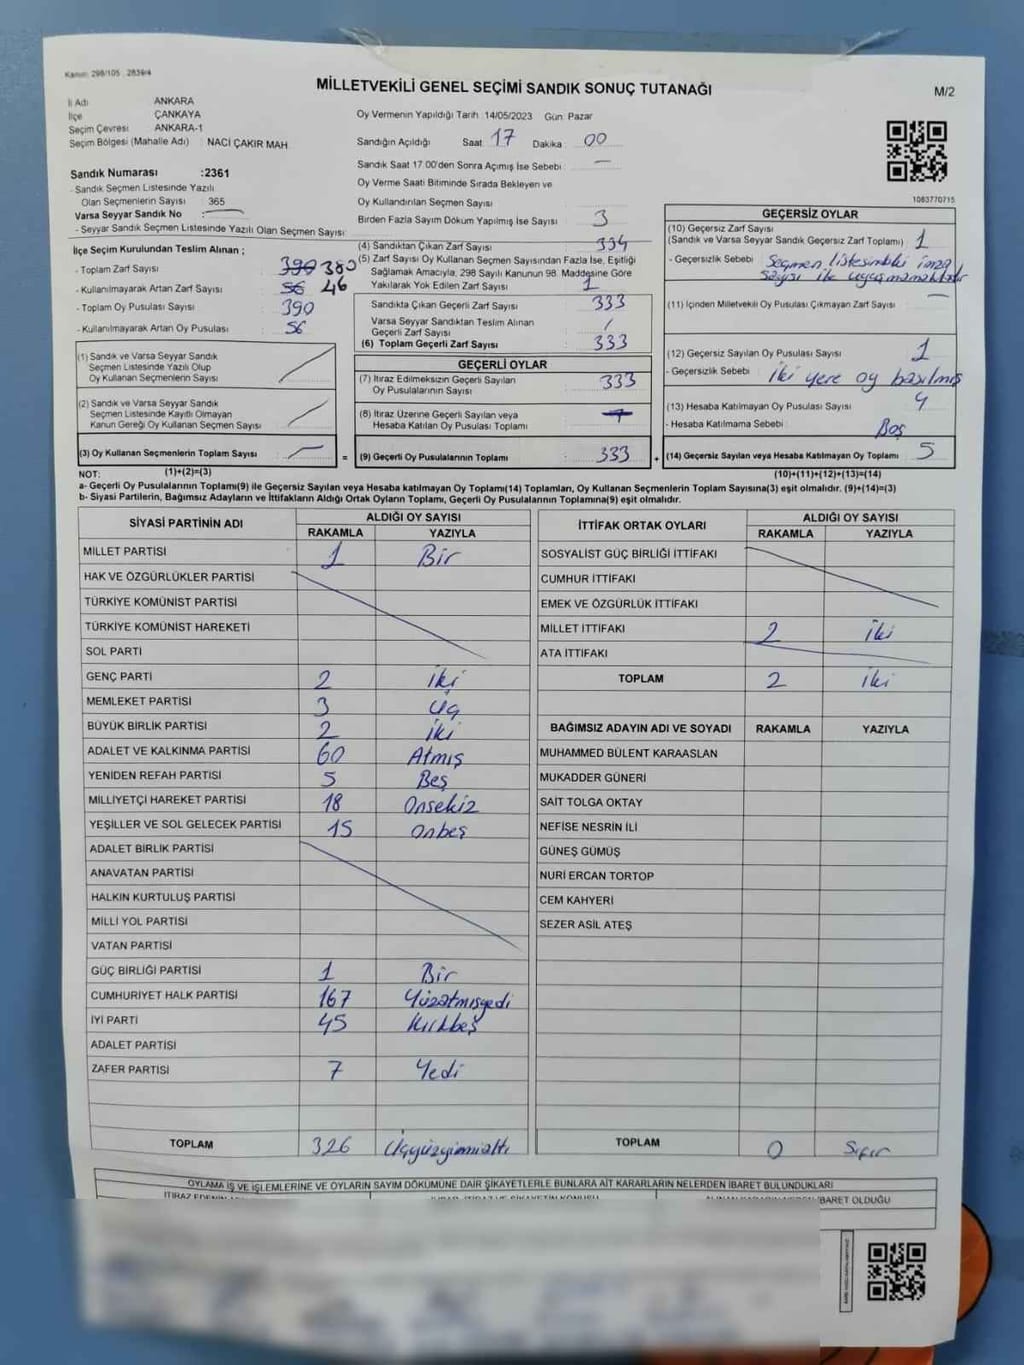 Kanun: 298/105 , 2839/4
MİLLETVEKİLİ GENEL SEÇİMİ SANDIK SONUÇ TUTANAĞI
M/2
İl Adı ANKARA
İlçe ÇANKAYA
Seçim Çevresi ANKARA-1
Seçim Bölgesi (Mahalle Adı) : NACİ ÇAKIR MAH.
Sandık Numarası :2361
- Sandık Seçmen Listesinde Yazılı
Olan Seçmenlerin Sayısı : 365
Varsa Seyyar Sandık No :
- Seyyar Sandık Seçmen Listesinde Yazılı Olan Seçmen Sayısı:
İlçe Seçim Kurulundan Teslim Alınan ;
- Toplam Zarf Sayısı : 390 380
- Kullanılmayarak Artan Zarf Sayısı : 56 46
- Toplam Oy Pusulası Sayısı : 390
- Kullanılmayarak Artan Oy Pusulası : 56
(1) Sandık ve Varsa Seyyar Sandık
Seçmen Listesinde Yazılı Olup
Oy Kullanan Seçmenlerin Sayısı
(2) Sandık ve Varsa Seyyar Sandık
Seçmen Listesinde Kayıtlı Olmayan
Kanun Gereği Oy Kullanan Seçmen Sayısı
(3) Oy Kullanan Seçmenlerin Toplam Sayısı
Oy Vermenin Yapıldığı Tarih :14/05/2023 Gün: Pazar
Sandığın Açıldığı Saat: 17 Dakika : 00
Sandık Saat 17:00'den Sonra Açımış İse Sebebi : —
Oy Verme Saati Bitiminde Sırada Bekleyen ve
Oy Kullandırılan Seçmen Sayısı
Birden Fazla Sayım Döküm Yapılmış İse Sayısı : 3
(4) Sandıktan Çıkan Zarf Sayısı : 334
(5) Zarf Sayısı Oy Kullanan Seçmen Sayısından Fazla İse, Eşitliği
Sağlamak Amacıyla, 298 Sayılı Kanunun 98. Maddesine Göre
Yakılarak Yok Edilen Zarf Sayısı : 1
Sandıkta Çıkan Geçerli Zarf Sayısı : 333
Varsa Seyyar Sandıktan Teslim Alınan
Geçerli Zarf Sayısı : /
(6) Toplam Geçerli Zarf Sayısı : 333
GEÇERLİ OYLAR
(7) İtiraz Edilmeksizin Geçerli Sayılan
Oy Pusulalarının Sayısı : 333
(8) İtiraz Üzerine Geçerli Sayılan veya
Hesaba Katılan Oy Pusulası Toplamı
= (9) Geçerli Oy Pusulalarının Toplamı : 333 +
1083770715
GEÇERSİZ OYLAR
(10) Geçersiz Zarf Sayısı
(Sandık ve Varsa Seyyar Sandık Geçersiz Zarf Toplamı) : 1
- Geçersizlik Sebebi : Seçmen listesindeki imza
sayısı ile uyuşmamaktadır
(11) İçinden Milletvekili Oy Pusulası Çıkmayan Zarf Sayısı : —
(12) Geçersiz Sayılan Oy Pusulası Sayısı : 1
- Geçersizlik Sebebi : İki yere oy basılmış
(13) Hesaba Katılmayan Oy Pusulası Sayısı : 4
- Hesaba Katılmama Sebebi : Boş
(14) Geçersiz Sayılan veya Hesaba Katılmayan Oy Toplamı : 5
NOT: (1)+(2)=(3) (10)+(11)+(12)+(13)=(14)
a- Geçerli Oy Pusulalarının Toplamı(9) ile Geçersiz Sayılan veya Hesaba katılmayan Oy Toplamı(14) Toplamları, Oy Kullanan Seçmenlerin Toplam Sayısına(3) eşit olmalıdır. (9)+(14)=(3)
b- Siyasi Partilerin, Bağımsız Adayların ve İttifakların Aldığı Ortak Oyların Toplamı, Geçerli Oy Pusulalarının Toplamına(9) eşit olmalıdır.
SİYASİ PARTİNİN ADI ALDIĞI OY SAYISI
RAKAMLA YAZIYLA
MİLLET PARTİSİ 1 Bir
HAK VE ÖZGÜRLÜKLER PARTİSİ
TÜRKİYE KOMÜNİST PARTİSİ
TÜRKİYE KOMÜNİST HAREKETİ
SOL PARTİ
GENÇ PARTİ 2 iki
MEMLEKET PARTİSİ 3 üç
BÜYÜK BİRLİK PARTİSİ 2 iki
ADALET VE KALKINMA PARTİSİ 60 Atmış
YENİDEN REFAH PARTİSİ 5 Beş
MİLLİYETÇİ HAREKET PARTİSİ 18 Onsekiz
YEŞİLLER VE SOL GELECEK PARTİSİ 15 Onbeş
ADALET BİRLİK PARTİSİ
ANAVATAN PARTİSİ
HALKIN KURTULUŞ PARTİSİ
MİLLİ YOL PARTİSİ
VATAN PARTİSİ
GÜÇ BİRLİĞİ PARTİSİ 1 Bir
CUMHURİYET HALK PARTİSİ 167 Yüzatmışyedi
İYİ PARTİ 45 Kırkbeş
ADALET PARTİSİ
ZAFER PARTİSİ 7 Yedi
TOPLAM 326 Üçyüzyirmialtı
İTTİFAK ORTAK OYLARI ALDIĞI OY SAYISI
RAKAMLA YAZIYLA
SOSYALİST GÜÇ BİRLİĞİ İTTİFAKI
CUMHUR İTTİFAKI
EMEK VE ÖZGÜRLÜK İTTİFAKI
MİLLET İTTİFAKI 2 iki
ATA İTTİFAKI
TOPLAM 2 iki
BAĞIMSIZ ADAYIN ADI VE SOYADI RAKAMLA YAZIYLA
MUHAMMED BÜLENT KARAASLAN
MUKADDER GÜNERİ
SAİT TOLGA OKTAY
NEFİSE NESRİN İLİ
GÜNEŞ GÜMÜŞ
NURİ ERCAN TORTOP
CEM KAHYERİ
SEZER ASİL ATEŞ
TOPLAM 0 Sıfır
OYLAMA İŞ VE İŞLEMLERİNE VE OYLARIN SAYIM DÖKÜMÜNE DAİR ŞİKAYETLERLE BUNLARA AİT KARARLARIN NELERDEN İBARET BULUNDUKLARI